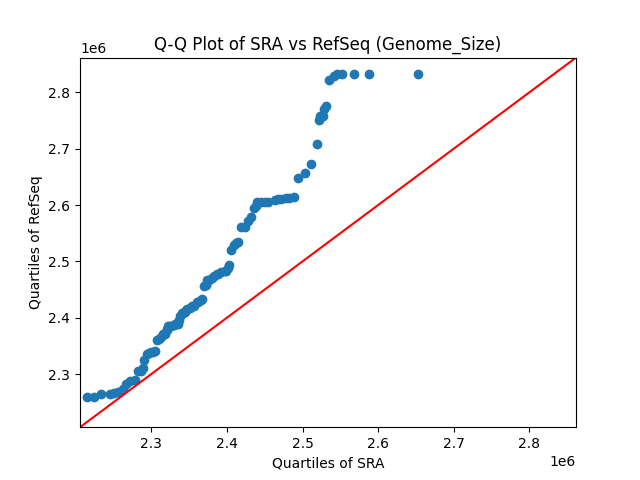 Q-Q Plot of SRA vs RefSeq (Genome_Size)
1e6
2.8
2.7
2.6
2.5
2.4
2.3
Quartiles of RefSeq
2.3 2.4 2.5 2.6 2.7 2.8
1e6
Quartiles of SRA